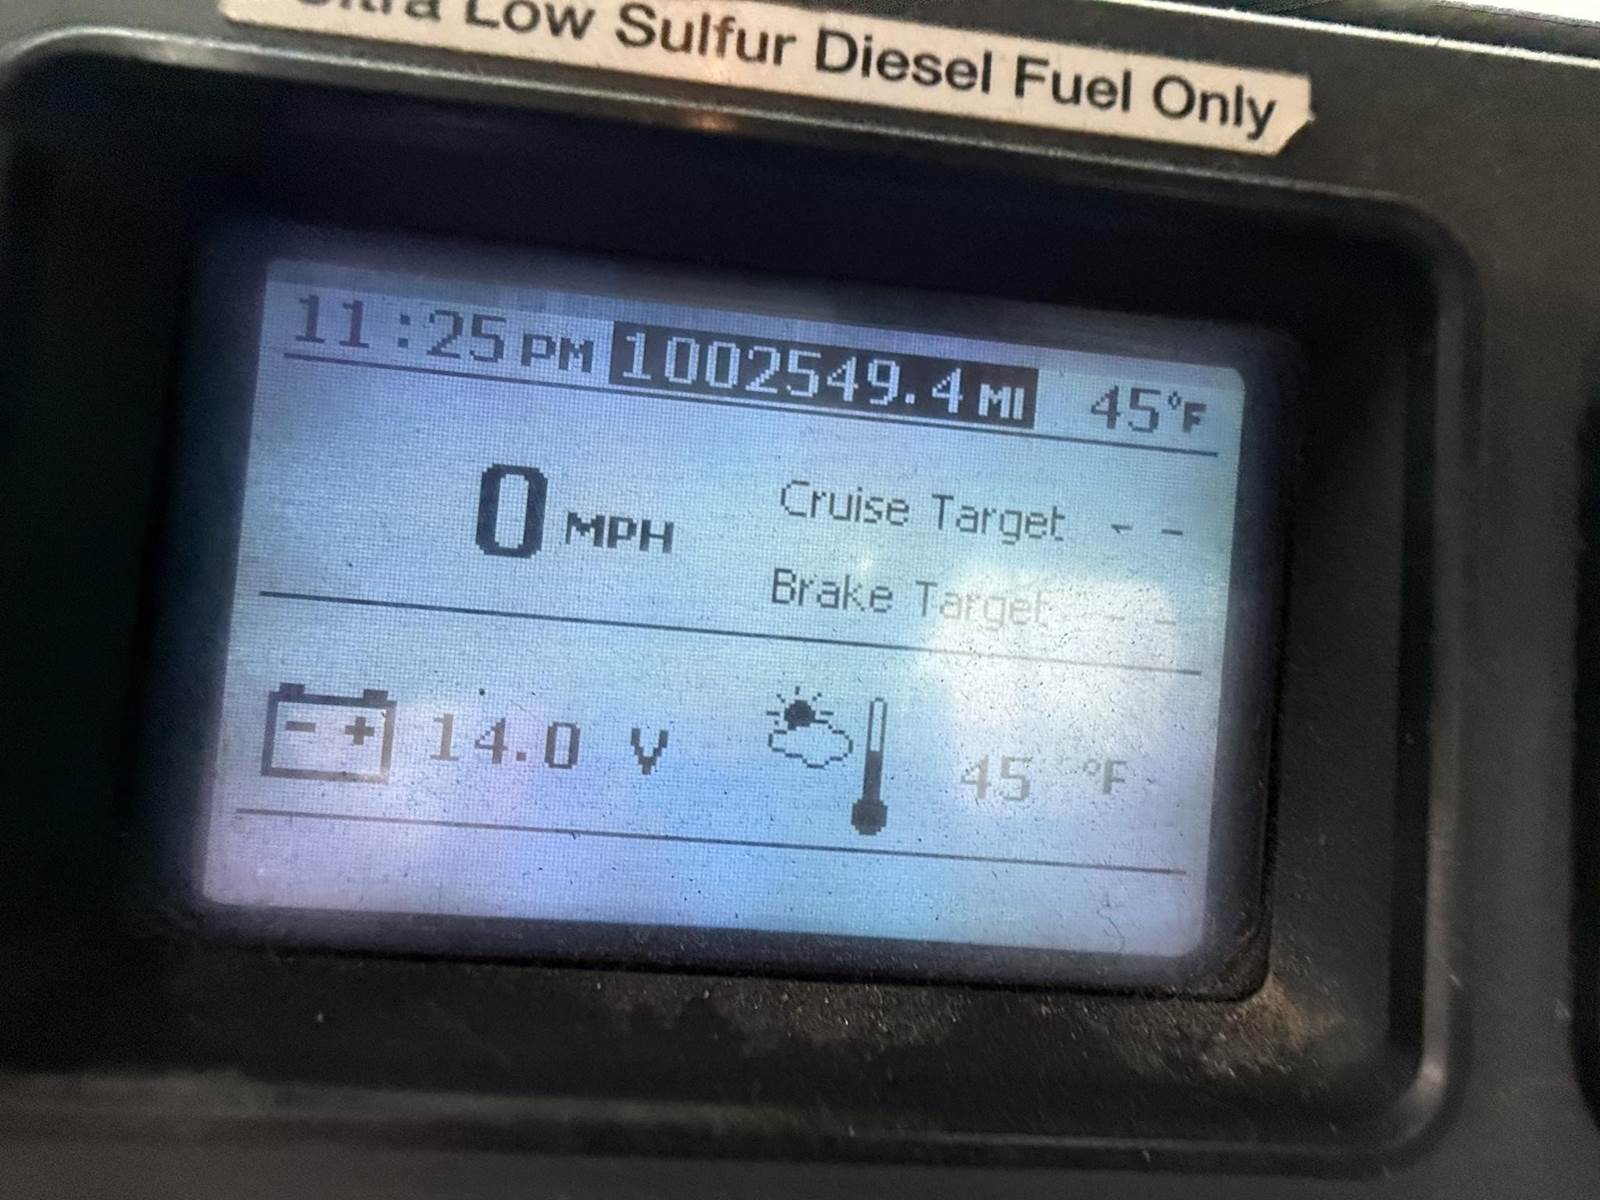 Ultra Low Sulfur Diesel Fuel Only
11:25 PM 1002549.4 MI 45°F
0 MPH
Cruise Target - -
Brake Target - -
- +
14.0 V
45 °F